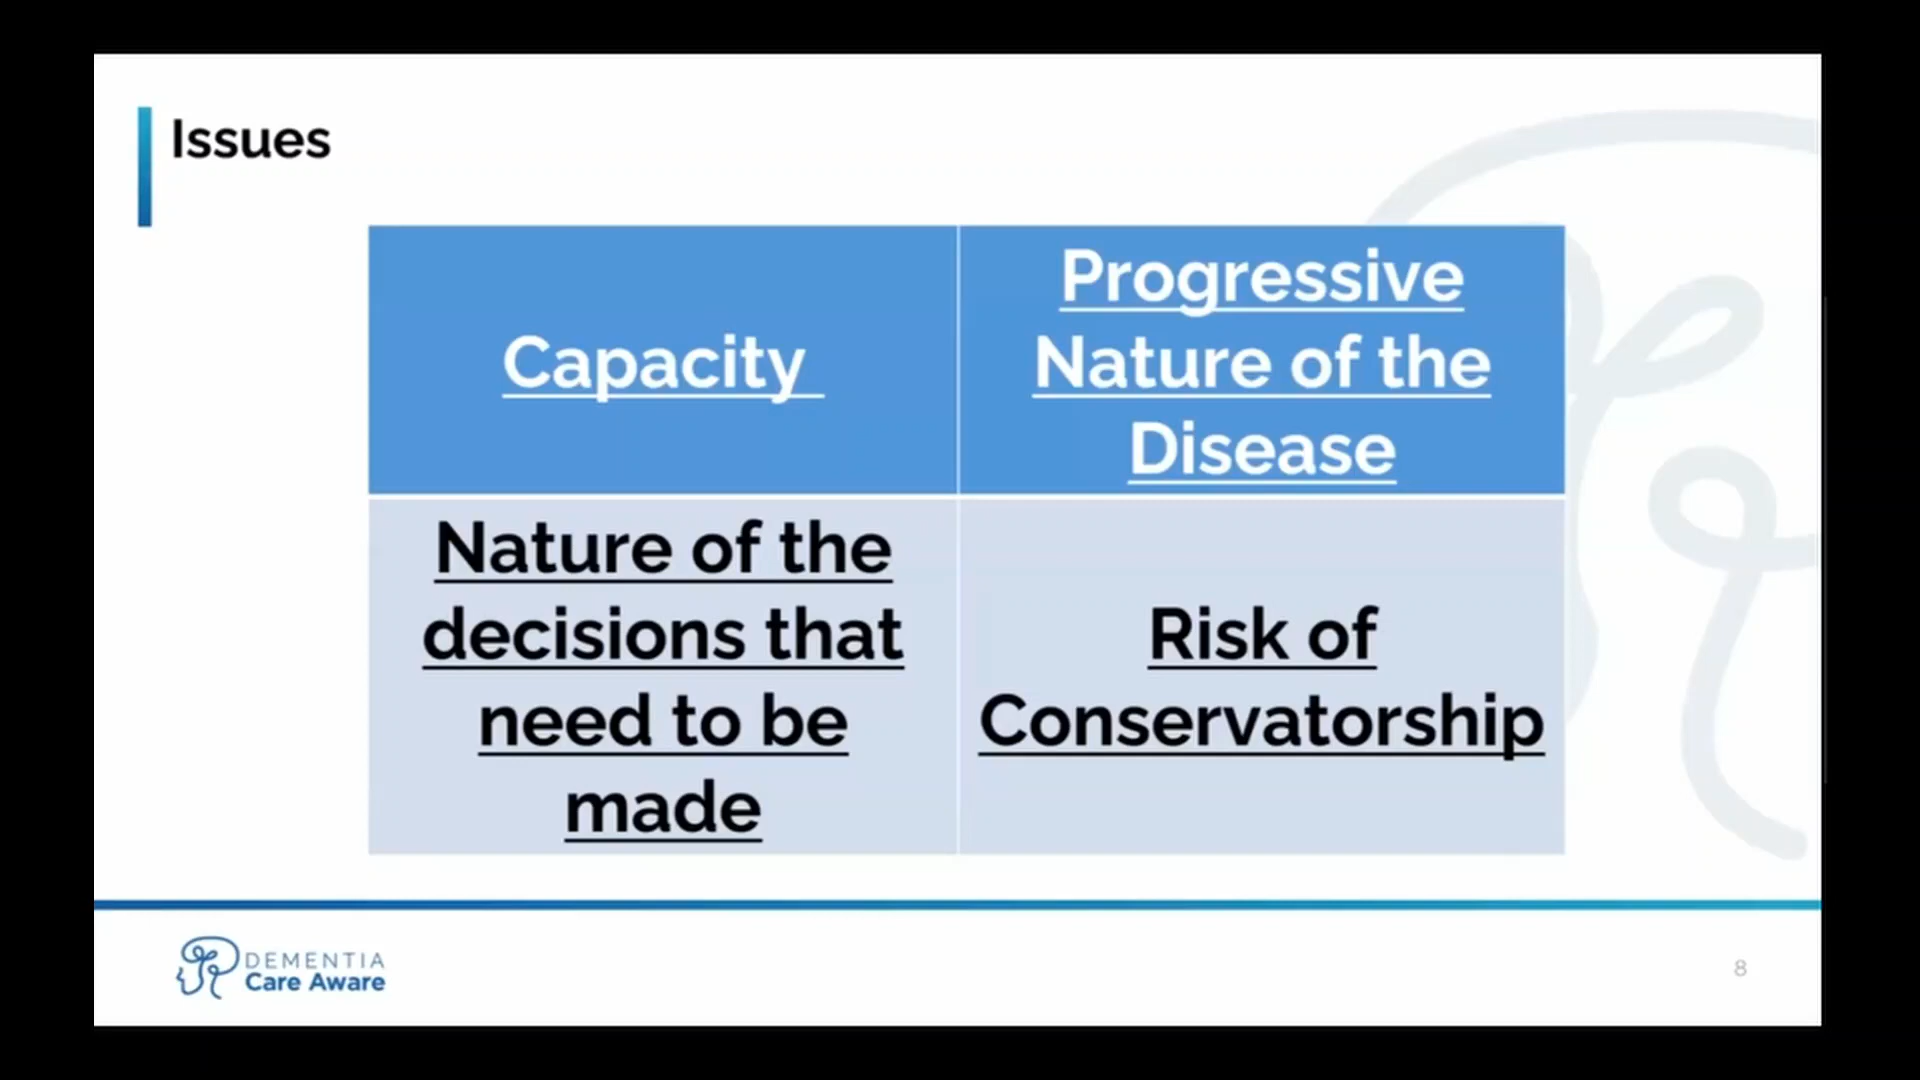 Issues
Capacity
Progressive
Nature of the
Disease
Nature of the
decisions that
need to be
made
Risk of
Conservatorship
DEMENTIA
Care Aware
8